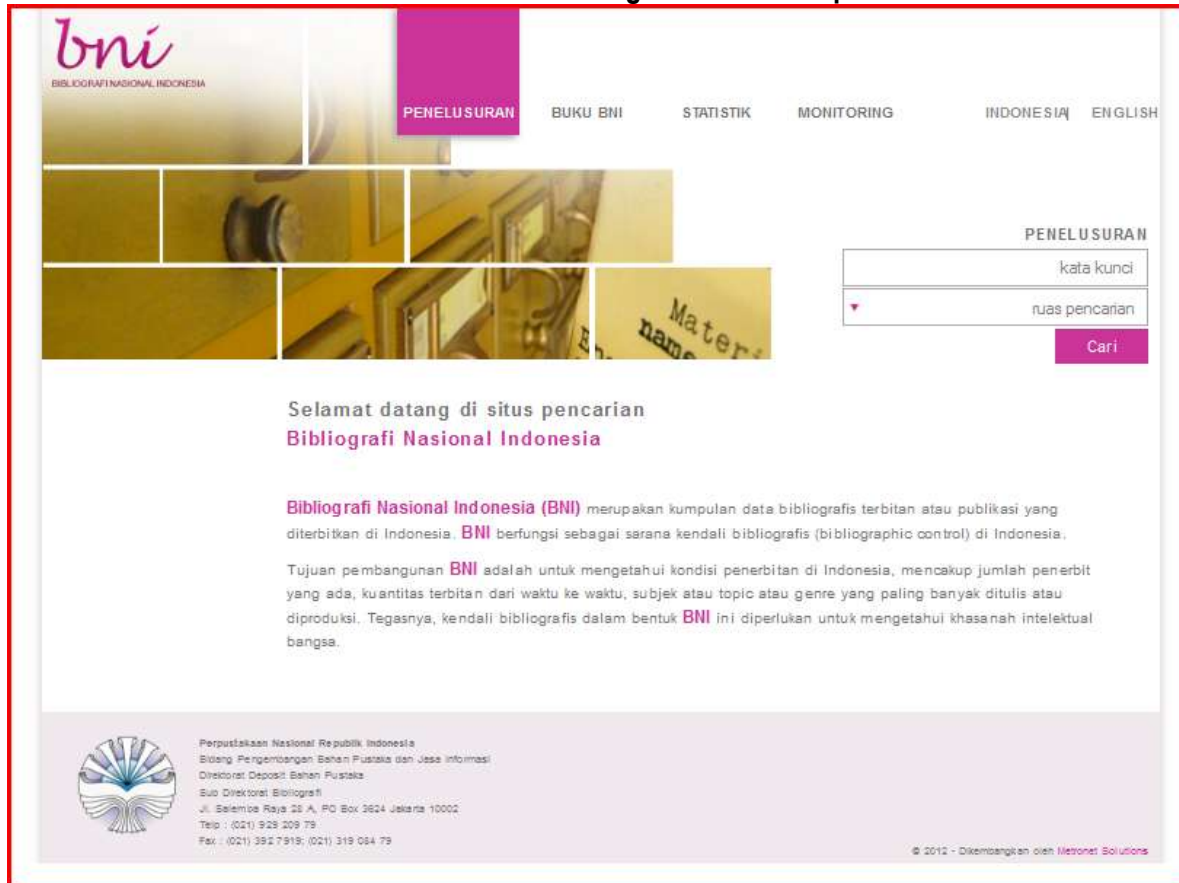 bni
BIBLIOGRAFI NASIONAL INDONESIA
PENELUSURAN BUKU BNI STATISTIK MONITORING INDONESIA| ENGLISH
PENELUSURAN
kata kunci
ruas pencarian
Cari
Materi
name
Selamat datang di situs pencarian
Bibliografi Nasional Indonesia
Bibliografi Nasional Indonesia (BNI) merupakan kumpulan data bibliografis terbitan atau publikasi yang
diterbitkan di Indonesia. BNI berfungsi sebagai sarana kendali bibliografis (bibliographic control) di Indonesia.
Tujuan pembangunan BNI adalah untuk mengetahui kondisi penerbitan di Indonesia, mencakup jumlah penerbit
yang ada, kuantitas terbitan dari waktu ke waktu, subjek atau topic atau genre yang paling banyak ditulis atau
diproduksi. Tegasnya, kendali bibliografis dalam bentuk BNI ini diperlukan untuk mengetahui khasanah intelektual
bangsa.
Perpustakaan Nasional Republik Indonesia
Bidang Pengembangan Bahan Pustaka dan Jasa Informasi
Direktorat Deposit Bahan Pustaka
Sub Direktorat Bibliografi
Jl. Salemba Raya 28 A, PO Box 3624 Jakarta 10002
Telp : (021) 929 209 79
Fax : (021) 392 7919; (021) 319 084 79
© 2012 - Dikembangkan oleh Metronet Solutions